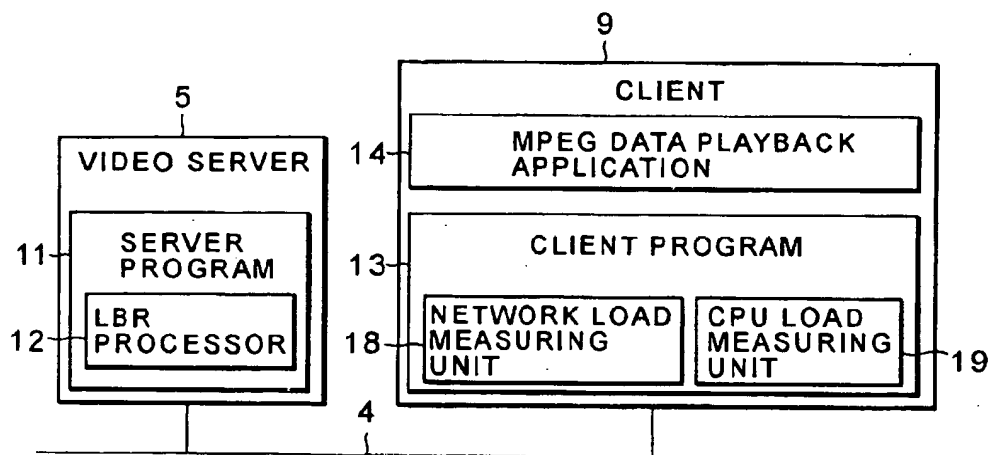 9
CLIENT
5
14
MPEG DATA PLAYBACK
APPLICATION
VIDEO SERVER
11
SERVER
PROGRAM
13
CLIENT PROGRAM
12
LBR
PROCESSOR
18
NETWORK LOAD
MEASURING
UNIT
CPU LOAD
MEASURING
UNIT
19
4